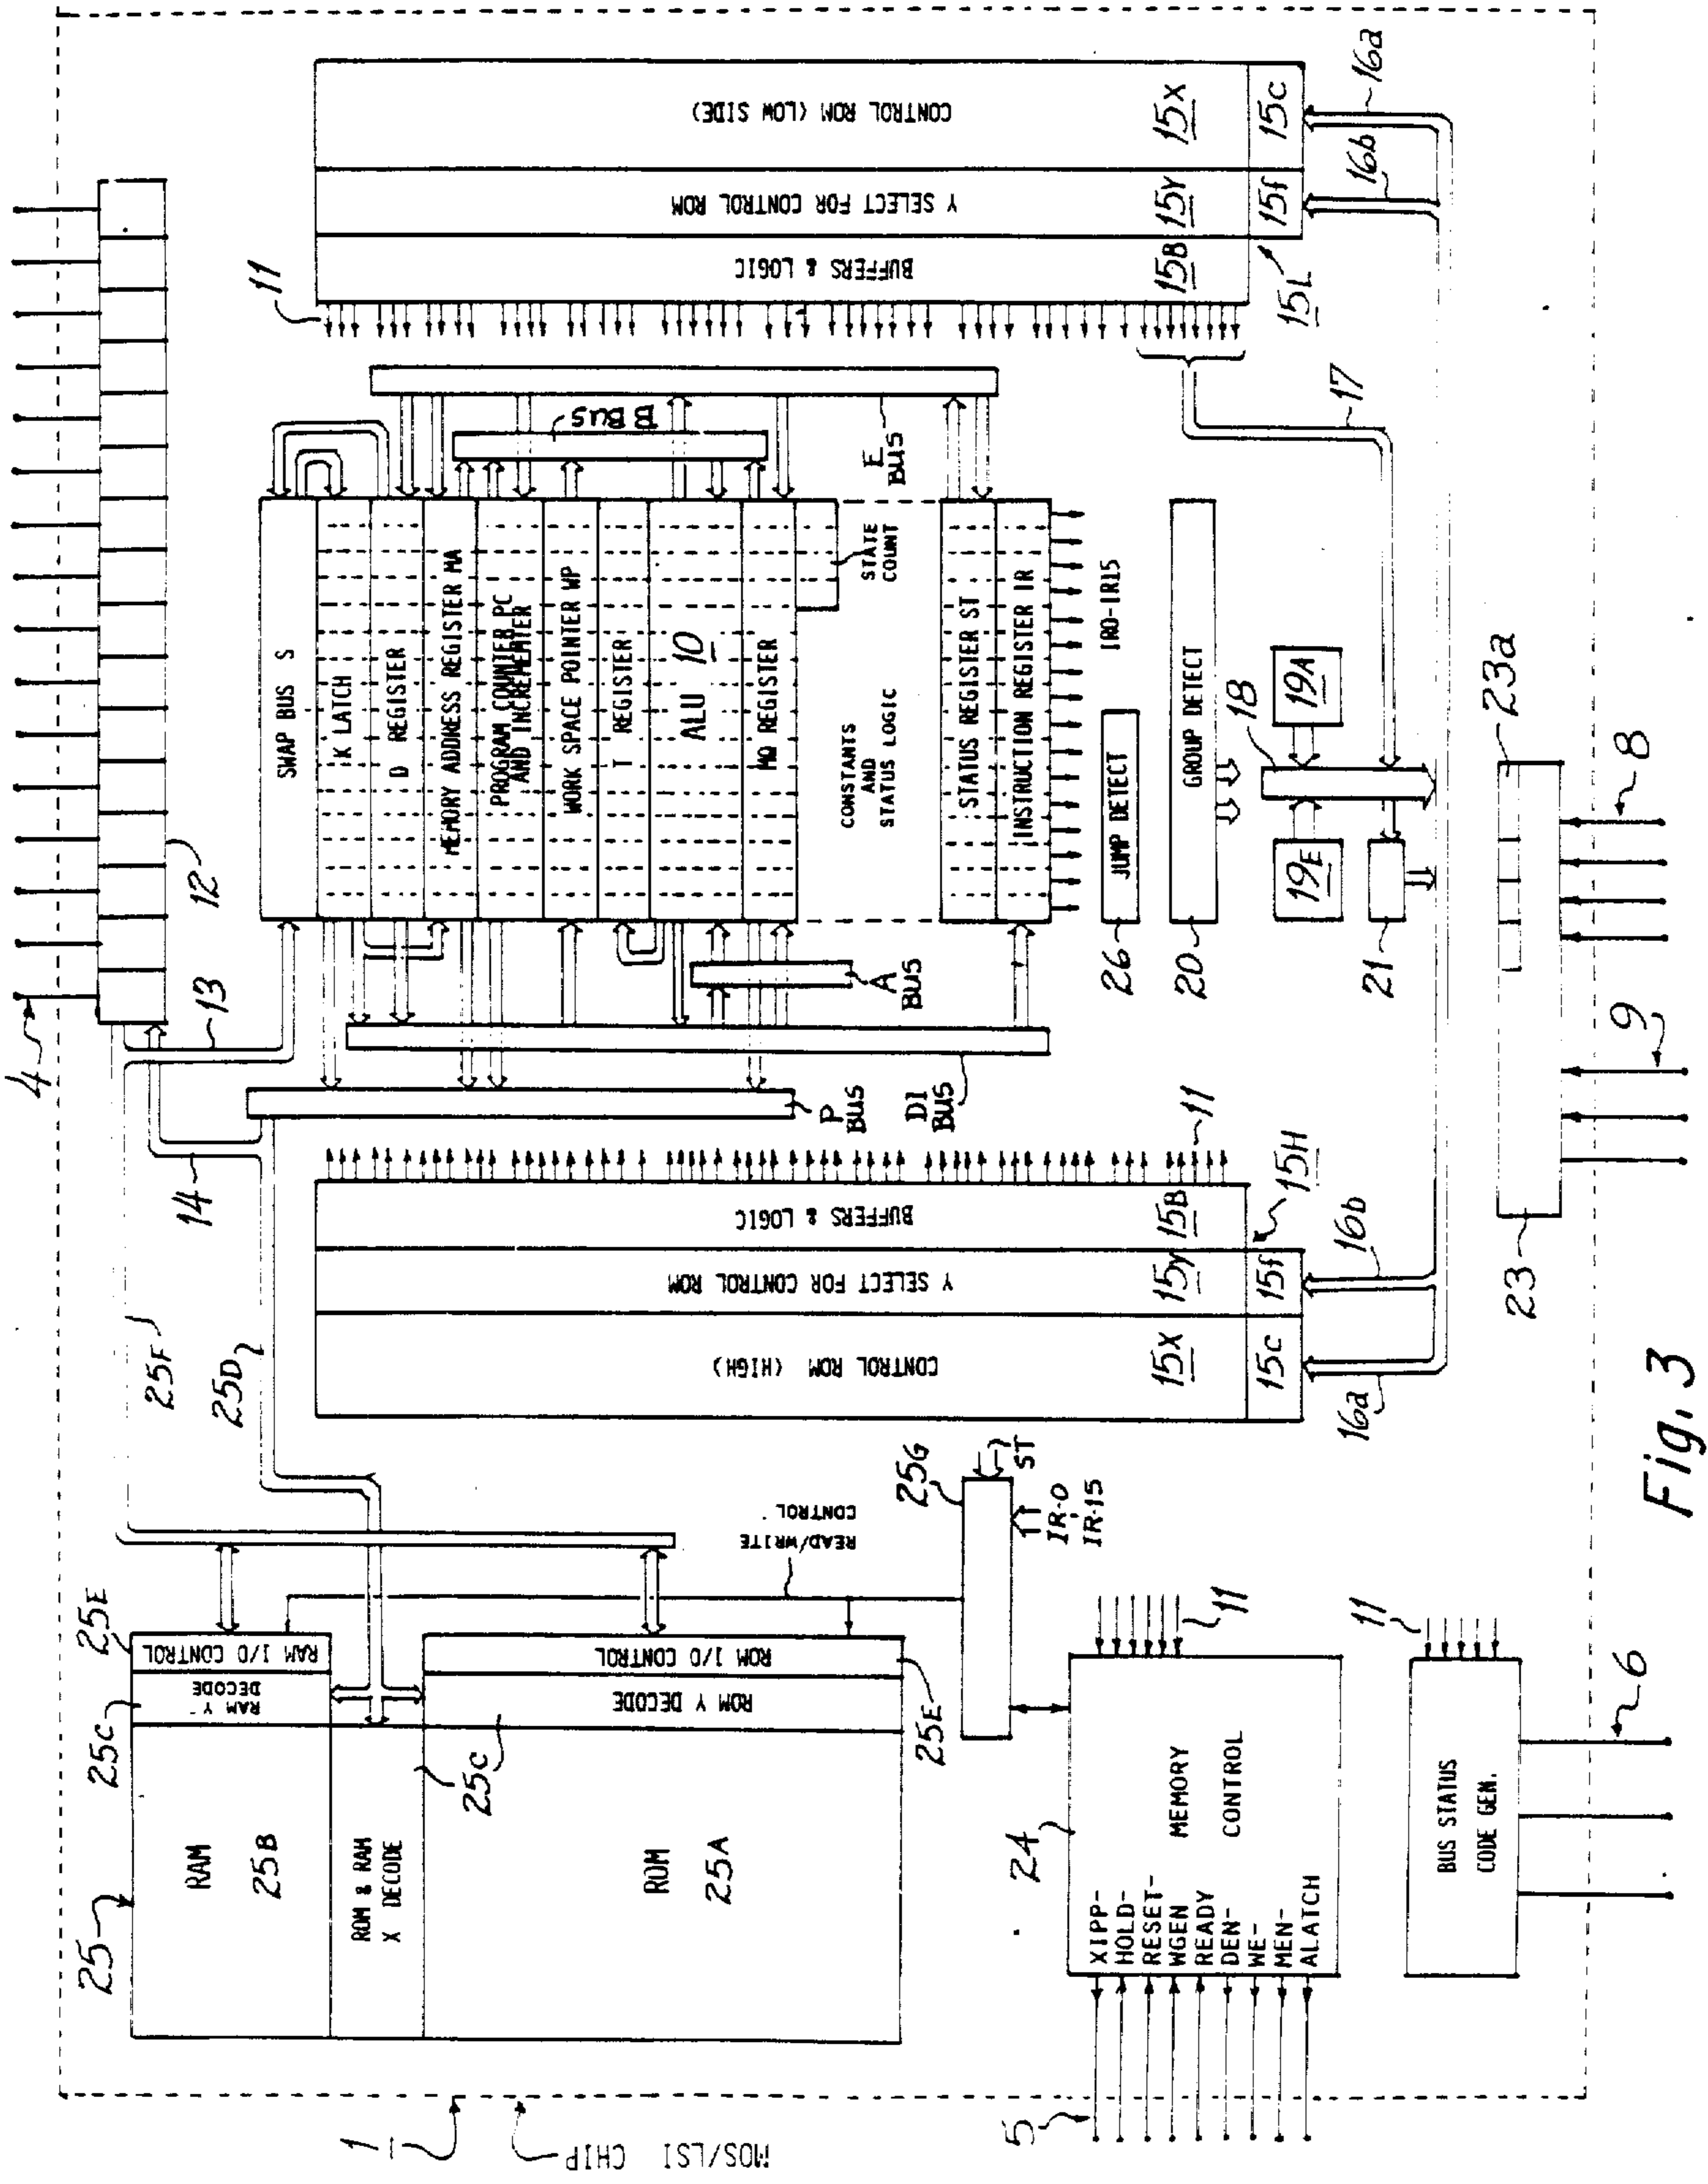 MOS/LSI CHIP
1
4
12
13
14
25F
25D
11
SWAP BUS S
K LATCH
D REGISTER
MEMORY ADDRESS REGISTER MA
PROGRAM COUNTER PC
AND INCREMENTER
WORK SPACE POINTER WP
T REGISTER
ALU 10
MQ REGISTER
STATE
COUNT
CONSTANTS
AND
STATUS LOGIC
STATUS REGISTER ST
INSTRUCTION REGISTER IR
IR0-IR15
B BUS
E
BUS
A
BUS
DI
BUS
P
BUS
CONTROL ROM (LOW SIDE)
15X
15C
Y SELECT FOR CONTROL ROM
15Y
15f
BUFFERS & LOGIC
15B
15L
16a
16b
17
JUMP DETECT
26
GROUP DETECT
20
18
19A
19E
21
23a
23
8
9
BUFFERS & LOGIC
15B
11
15H
Y SELECT FOR CONTROL ROM
15Y
15f
CONTROL ROM (HIGH)
15X
15C
16b
16a
25
25C
25E
RAM
25B
RAM Y
DECODE
RAM I/O CONTROL
ROM & RAM
X DECODE
25C
ROM
25A
ROM Y DECODE
ROM I/O CONTROL
25E
READ/WRITE
CONTROL
25G
ST
IR-0
IR-15
24
MEMORY
CONTROL
XIPP-
HOLD-
RESET-
WGEN
READY
DEN-
WE-
MEN-
ALATCH
5
11
BUS STATUS
CODE GEN.
11
6
Fig. 3